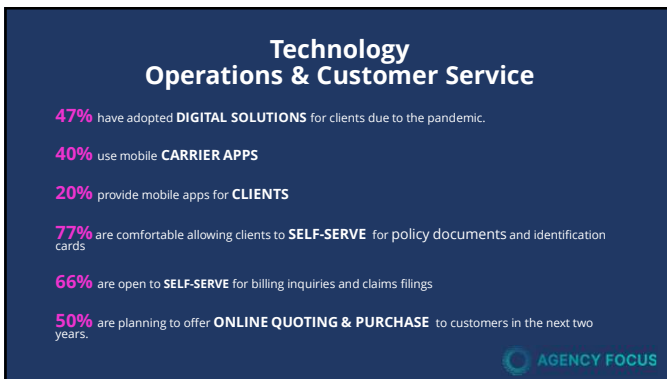 Technology
Operations & Customer Service
47% have adopted DIGITAL SOLUTIONS for clients due to the pandemic.
40% use mobile CARRIER APPS
20% provide mobile apps for CLIENTS
77% are comfortable allowing clients to SELF-SERVE for policy documents and identification
cards
66% are open to SELF-SERVE for billing inquiries and claims filings
50% are planning to offer ONLINE QUOTING & PURCHASE to customers in the next two
years.
AGENCY FOCUS